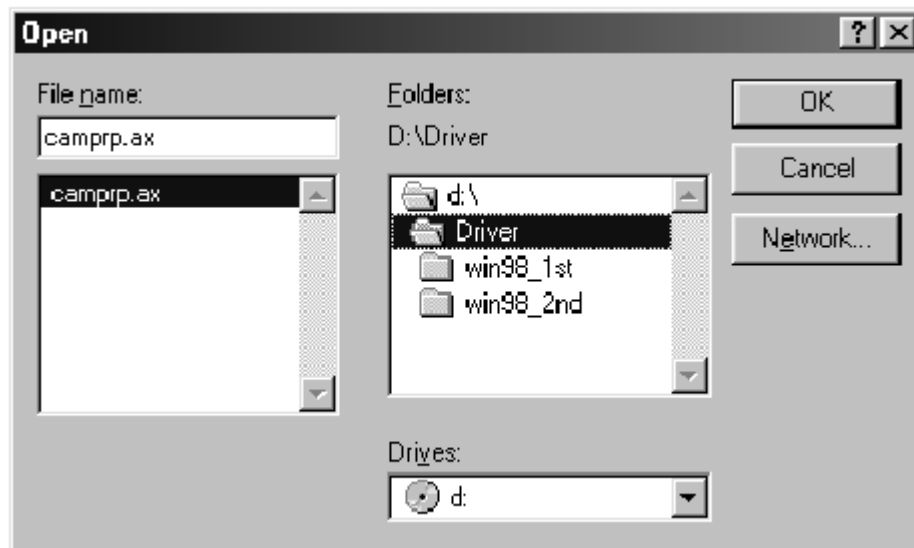 Open
File name:
camprp.ax
camprp.ax
Folders:
D:\Driver
d:\
Driver
win98_1st
win98_2nd
Drives:
d:
OK
Cancel
Network...